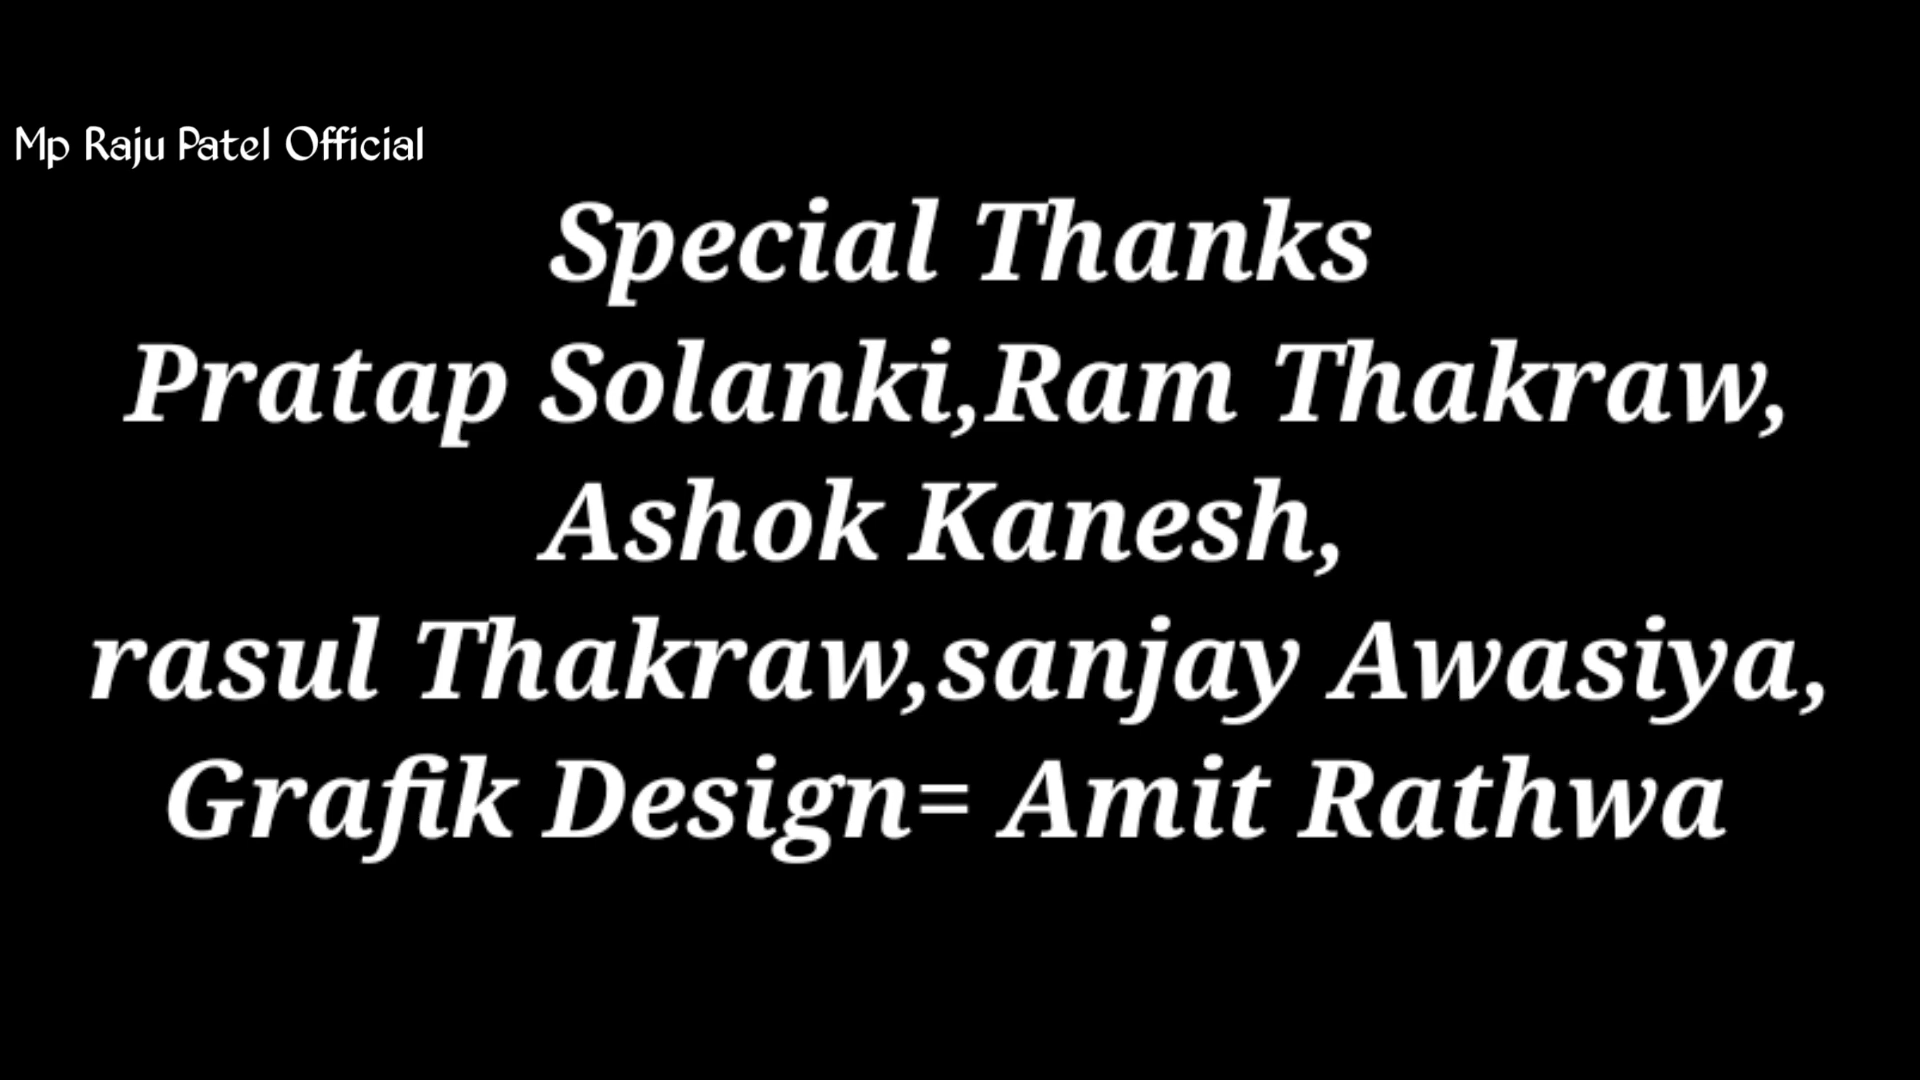 Mp Raju Patel Official
Special Thanks
Pratap Solanki,Ram Thakraw,
Ashok Kanesh,
rasul Thakraw,sanjay Awasiya,
Grafik Design= Amit Rathwa